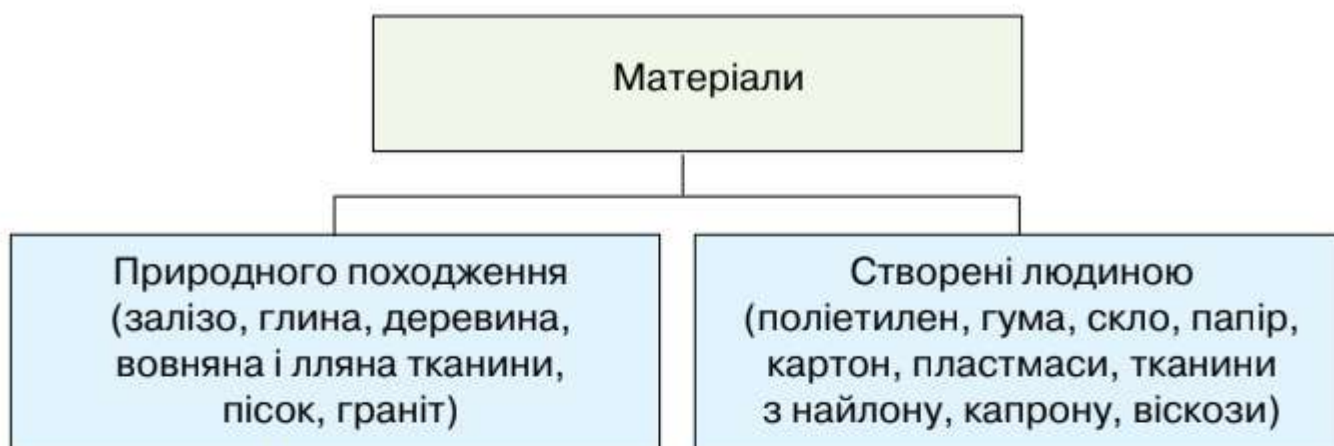 Матеріали
Природного походження
(залізо, глина, деревина,
вовняна і лляна тканини,
пісок, граніт)
Створені людиною
(поліетилен, гума, скло, папір,
картон, пластмаси, тканини
з найлону, капрону, віскози)